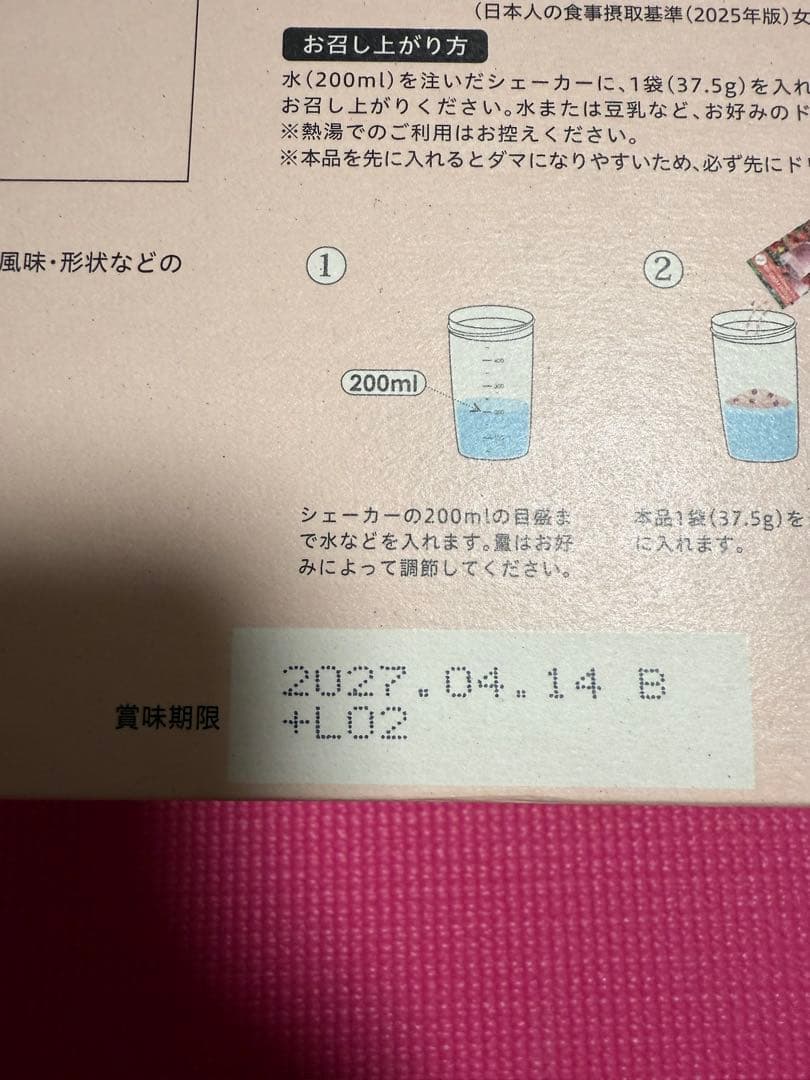 (日本人の食事摂取基準(2025年版)女
お召し上がり方
水(200ml)を注いだシェーカーに、1袋(37.5g)を入れ
お召し上がりください。水または豆乳など、お好みのド
※熱湯でのご利用はお控えください。
※本品を先に入れるとダマになりやすいため、必ず先にドリ
風味・形状などの
1
2
200ml
シェーカーの200mlの目盛ま
で水などを入れます。量はお好
みによって調節してください。
本品1袋(37.5g)を
に入れます。
賞味期限
2027.04.14 B
+L02